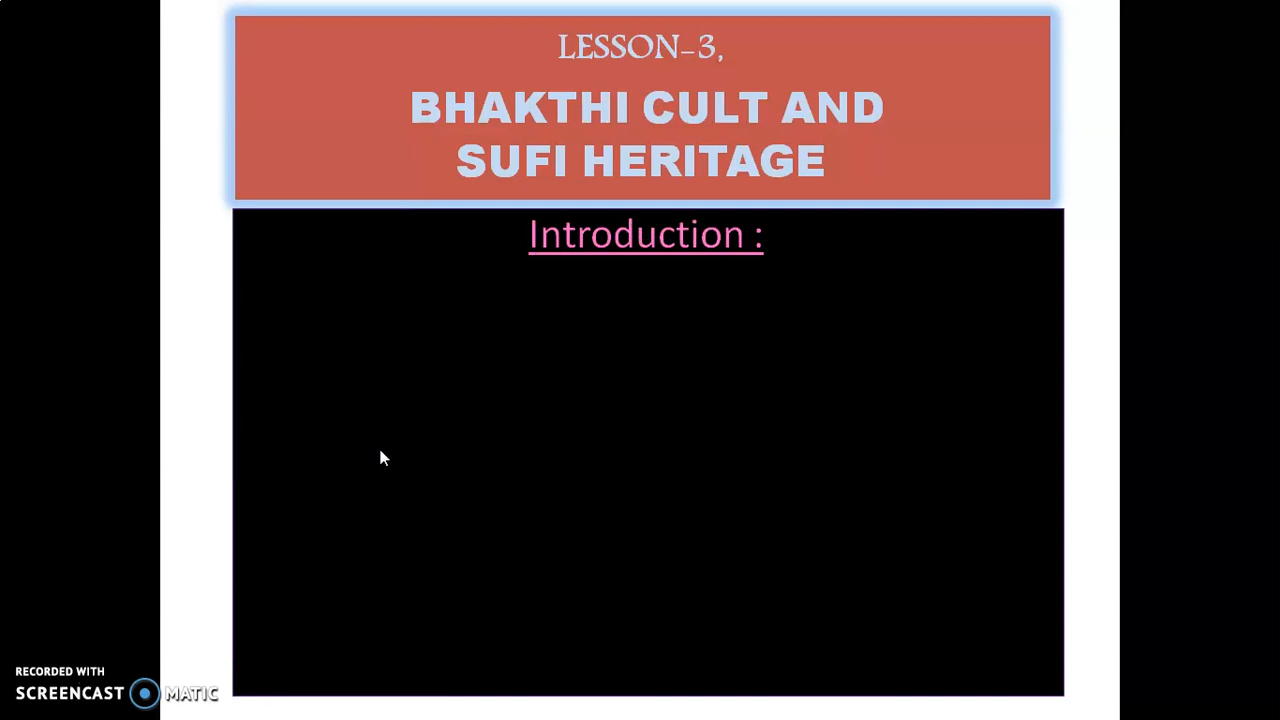 LESSON-3,
BHAKTHI CULT AND
SUFI HERITAGE
Introduction :
RECORDED WITH
SCREENCAST MATIC